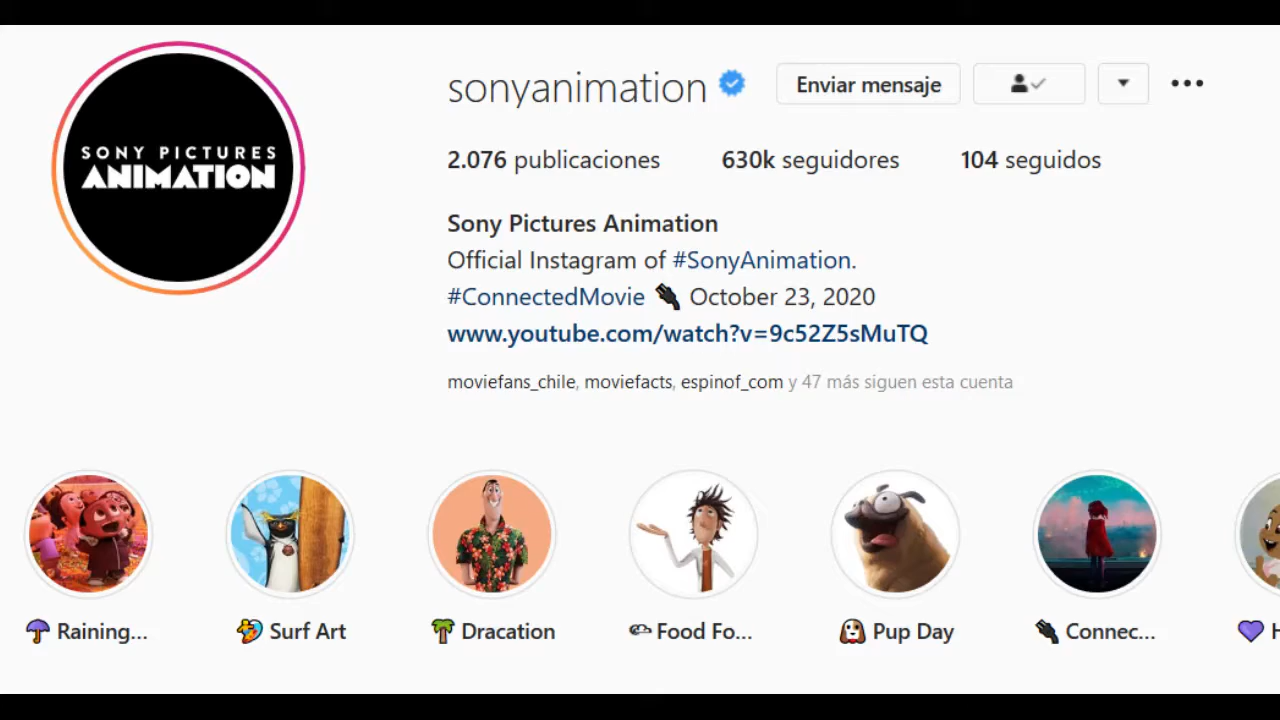 SONY PICTURES
ANIMATION
sonyanimation
Enviar mensaje
2.076 publicaciones 630k seguidores 104 seguidos
Sony Pictures Animation
Official Instagram of #SonyAnimation.
#ConnectedMovie October 23, 2020
www.youtube.com/watch?v=9c52Z5sMuTQ
moviefans_chile, moviefacts, espinof_com y 47 más siguen esta cuenta
Raining... Surf Art Dracation Food Fo... Pup Day Connec...